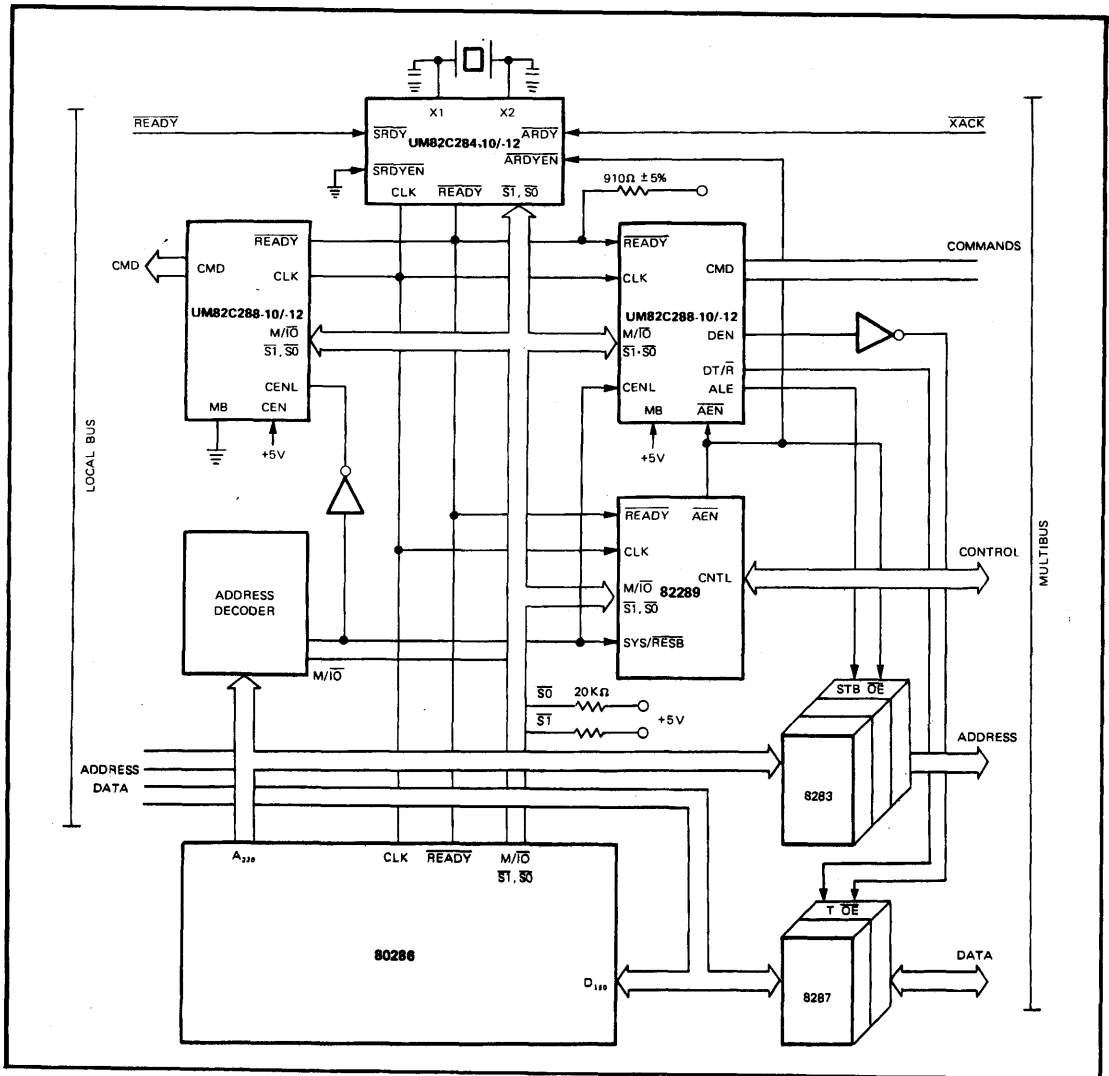 X1 X2
READY
SRDY
ARDY
XACK
UM82C284-10/-12
ARDYEN
SRDYEN
CLK READY S1, S0
910Ω ±5%
READY
READY
COMMANDS
CMD
CMD
CMD
CLK
CLK
UM82C288-10/-12
UM82C288-10/-12
M/IO
S1, S0
M/IO
S1·S0
DEN
DT/R
ALE
CENL
CENL
MB CEN
+5V
MB AEN
+5V
LOCAL BUS
MULTIBUS
READY AEN
CLK
CNTL
CONTROL
M/IO
82289
S1, S0
SYS/RESB
ADDRESS
DECODER
M/IO
S0 20KΩ
S1 +5V
STB OE
ADDRESS
ADDRESS
DATA
8283
A230
CLK READY M/IO
S1, S0
T OE
80286
D150
8287
DATA